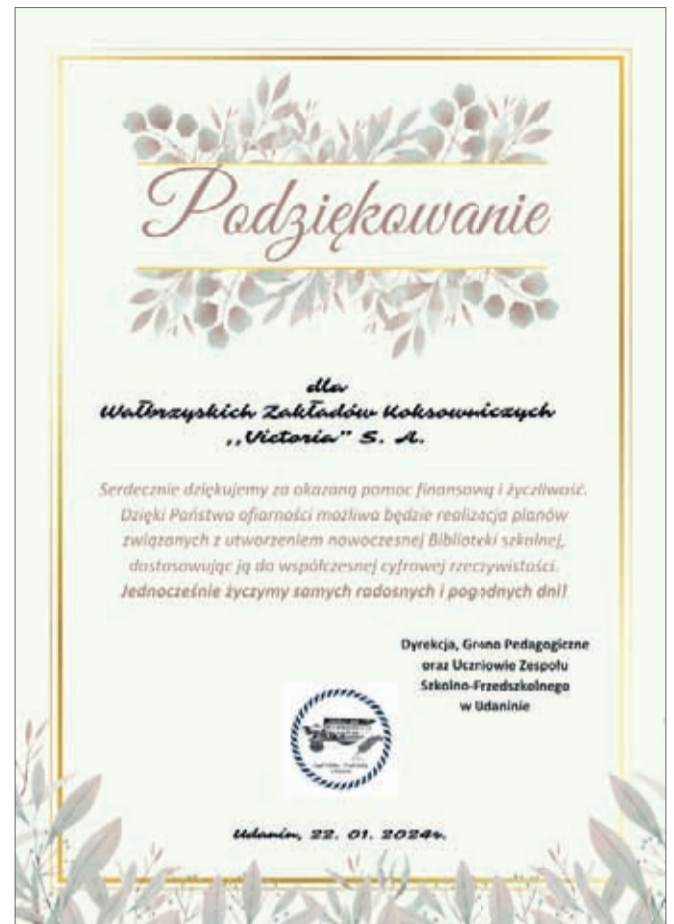 Podziękowanie
dla
Wałbrzyskich Zakładów Koksowniczych
,,Victoria" S. A.
Serdecznie dziękujemy za okazaną pomoc finansową i życzliwość.
Dzięki Państwa ofiarności możliwa będzie realizacja planów
związanych z utworzeniem nowoczesnej Biblioteki szkolnej,
dostosowując ją do współczesnej cyfrowej rzeczywistości.
Jednocześnie życzymy samych radosnych i pogodnych dni!
Dyrekcja, Grono Pedagogiczne
oraz Uczniowie Zespołu
Szkolno-Przedszkolnego
w Udaninie
Udanin, 22. 01. 2024r.